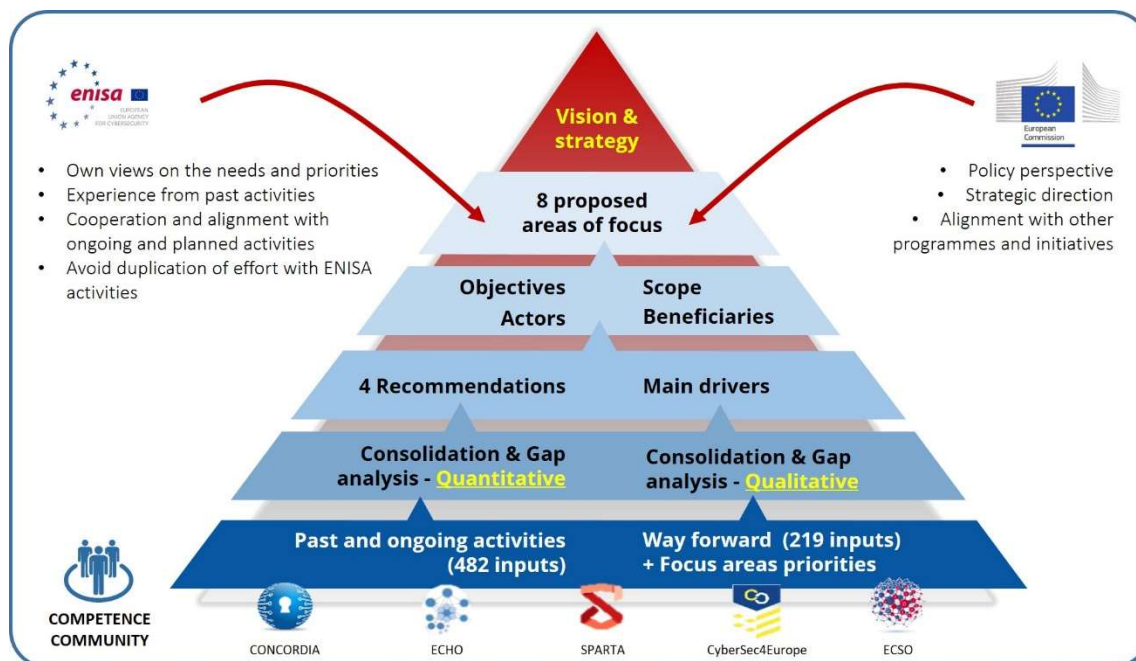 enisa
EUROPEAN
UNION AGENCY
FOR CYBERSECURITY
• Own views on the needs and priorities
• Experience from past activities
• Cooperation and alignment with
ongoing and planned activities
• Avoid duplication of effort with ENISA
activities
Vision &
strategy
European
Commission
• Policy perspective
• Strategic direction
• Alignment with other
programmes and initiatives
8 proposed
areas of focus
Objectives
Actors
Scope
Beneficiaries
4 Recommendations
Main drivers
Consolidation & Gap
analysis - Quantitative
Consolidation & Gap
analysis - Qualitative
Past and ongoing activities
(482 inputs)
Way forward (219 inputs)
+ Focus areas priorities
COMPETENCE
COMMUNITY
CONCORDIA
ECHO
SPARTA
CyberSec4Europe
ECSO